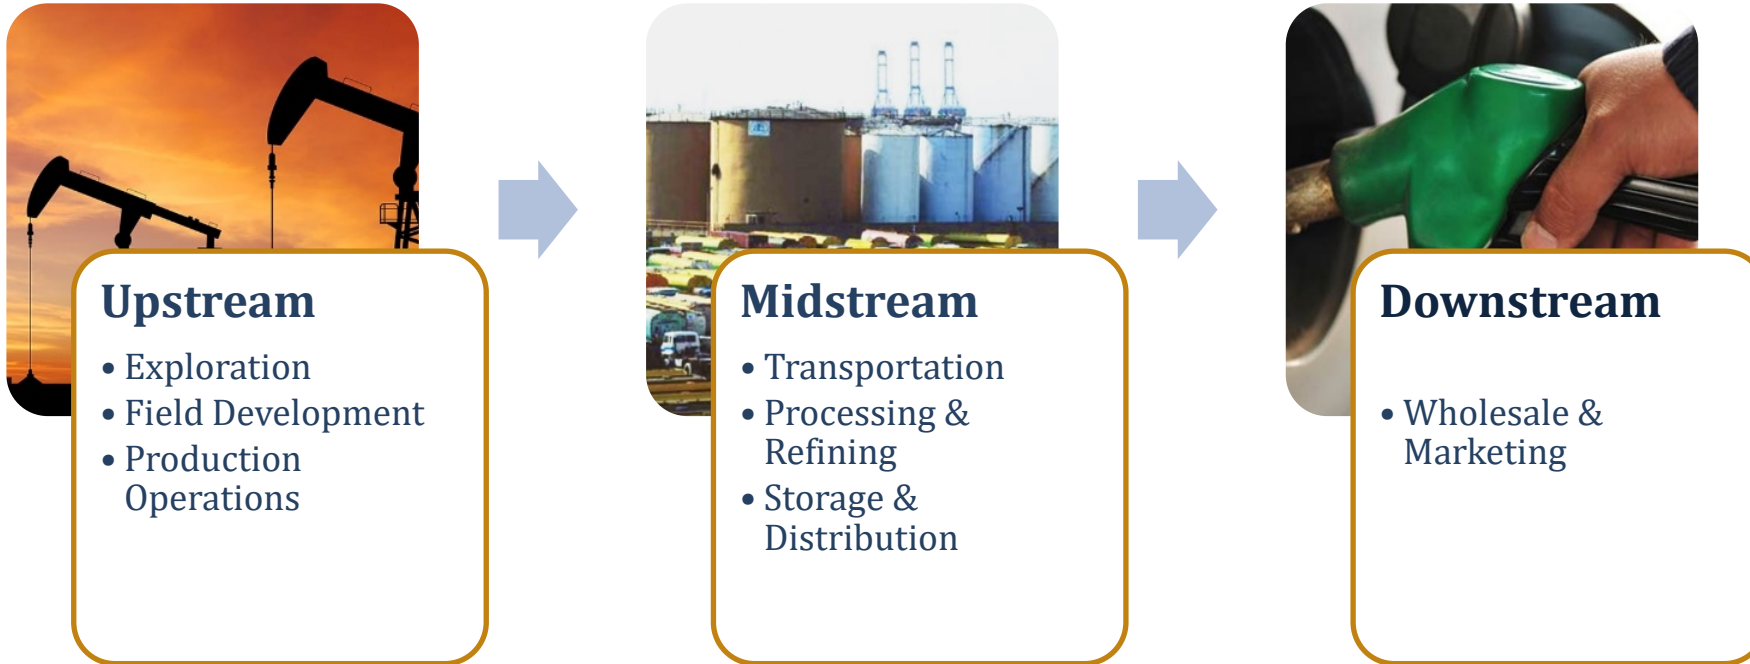 Upstream
• Exploration
• Field Development
• Production
Operations
Midstream
• Transportation
• Processing &
Refining
• Storage &
Distribution
Downstream
• Wholesale &
Marketing